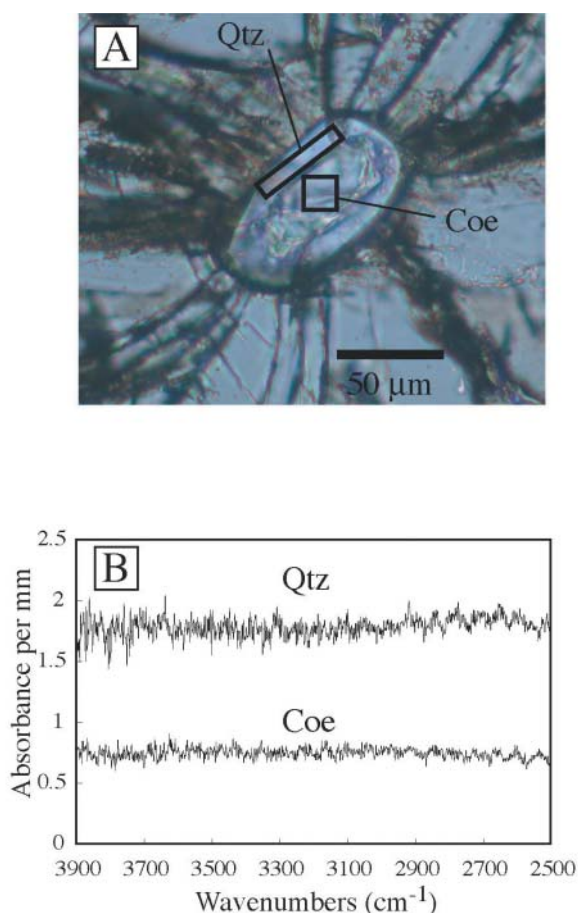 A
Qtz
Coe
50 µm
B
2.5
2
1.5
1
0.5
0
Absorbance per mm
Qtz
Coe
3900 3700 3500 3300 3100 2900 2700 2500
Wavenumbers (cm⁻¹)